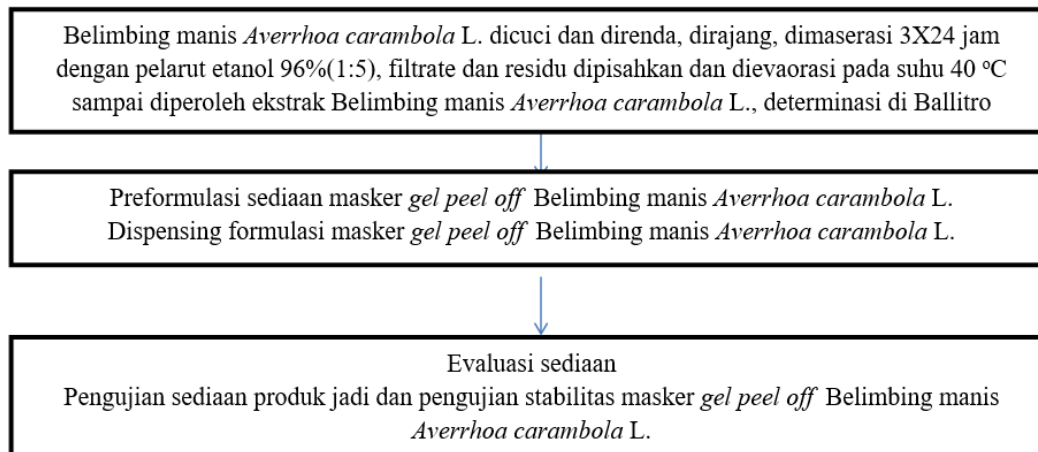 Belimbing manis Averrhoa carambola L. dicuci dan direnda, dirajang, dimaserasi 3X24 jam
dengan pelarut etanol 96%(1:5), filtrate dan residu dipisahkan dan dievaorasi pada suhu 40 ºC
sampai diperoleh ekstrak Belimbing manis Averrhoa carambola L., determinasi di Ballitro
Preformulasi sediaan masker gel peel off Belimbing manis Averrhoa carambola L.
Dispensing formulasi masker gel peel off Belimbing manis Averrhoa carambola L.
Evaluasi sediaan
Pengujian sediaan produk jadi dan pengujian stabilitas masker gel peel off Belimbing manis
Averrhoa carambola L.